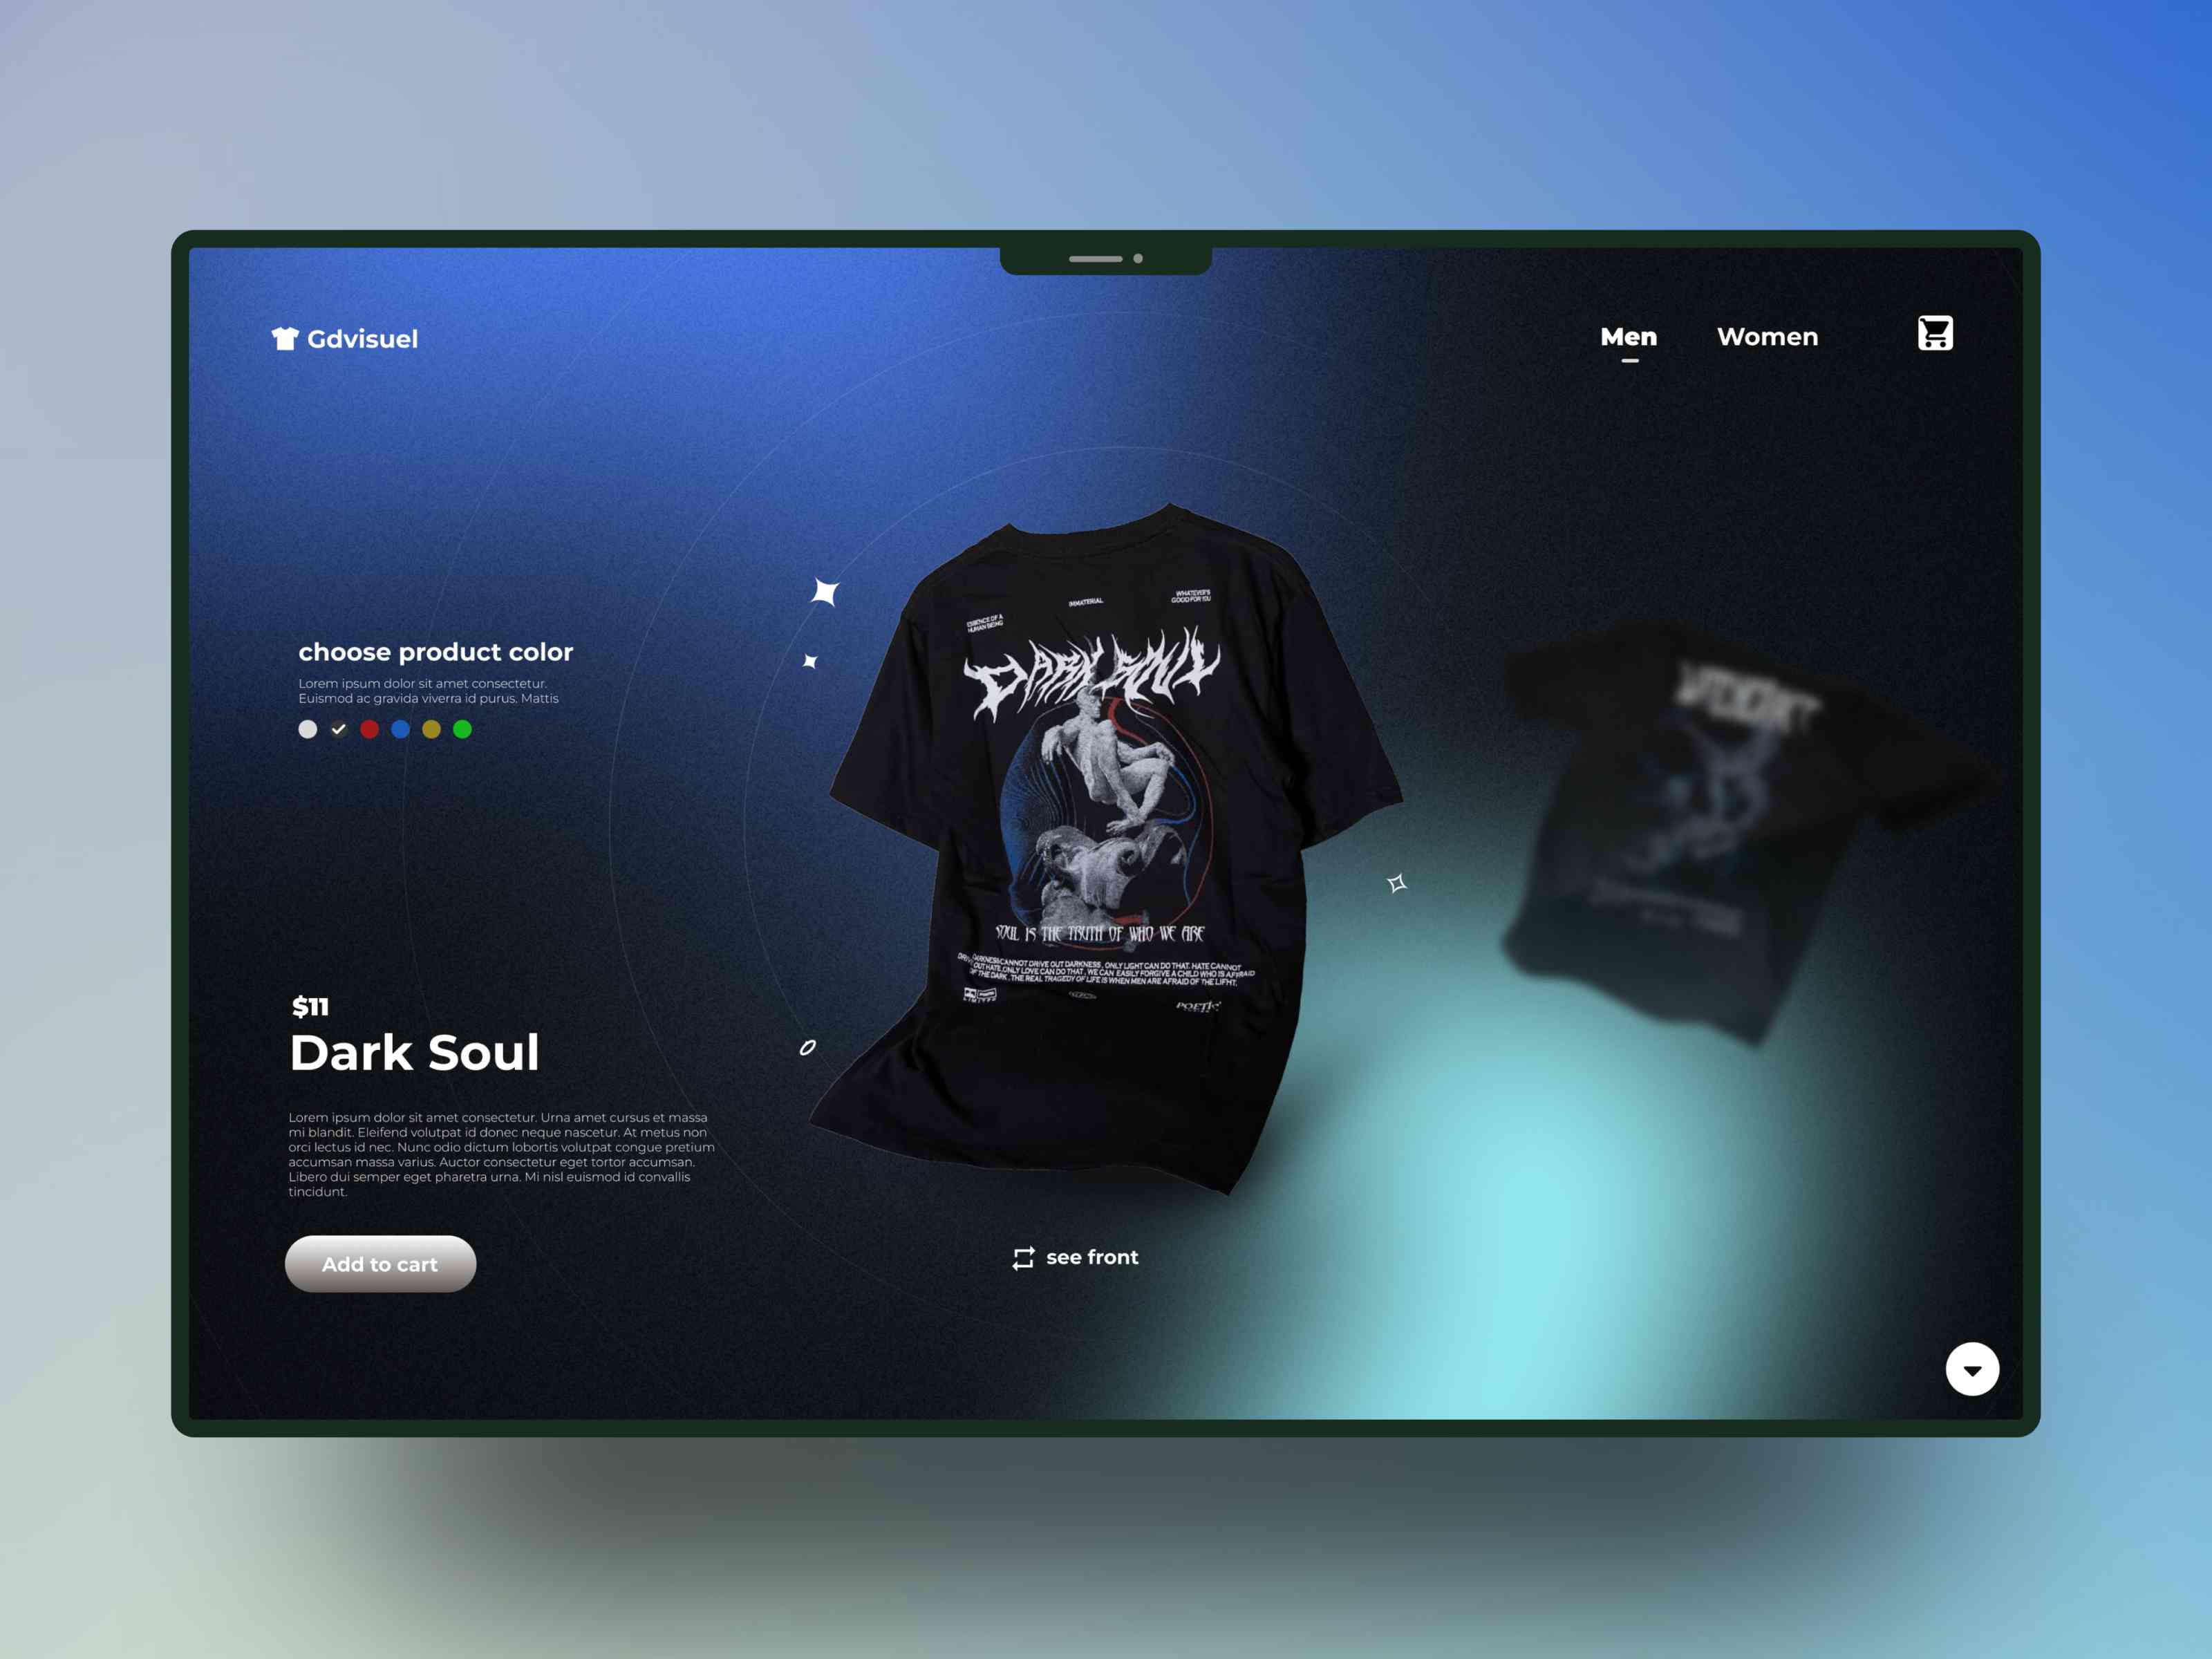 Gdvisuel
Men
Women
choose product color
Lorem ipsum dolor sit amet consectetur.
Euismod ac gravida viverra id purus. Mattis
ESSENCE OF A
HUMAN BEING
IMMATERIAL
WHATEVER'S
GOOD FOR YOU
DARK SOUL
SOUL IS THE TRUTH OF WHO WE ARE
DARKNESS CANNOT DRIVE OUT DARKNESS, ONLY LIGHT CAN DO THAT. HATE CANNOT
OUT HATE, ONLY LOVE CAN DO THAT, WE CAN EASILY FORGIVE A CHILD WHO IS AFRAID
OF THE DARK, THE REAL TRAGEDY OF LIFE IS WHEN MEN ARE AFRAID OF THE LIFHT.
LIMITED
POETIC
$11
Dark Soul
Lorem ipsum dolor sit amet consectetur. Urna amet cursus et massa
mi blandit. Eleifend volutpat id donec neque nascetur. At metus non
orci lectus id nec. Nunc odio dictum lobortis volutpat congue pretium
accumsan massa varius. Auctor consectetur eget tortor accumsan.
Libero dui semper eget pharetra urna. Mi nisl euismod id convallis
tincidunt.
Add to cart
see front